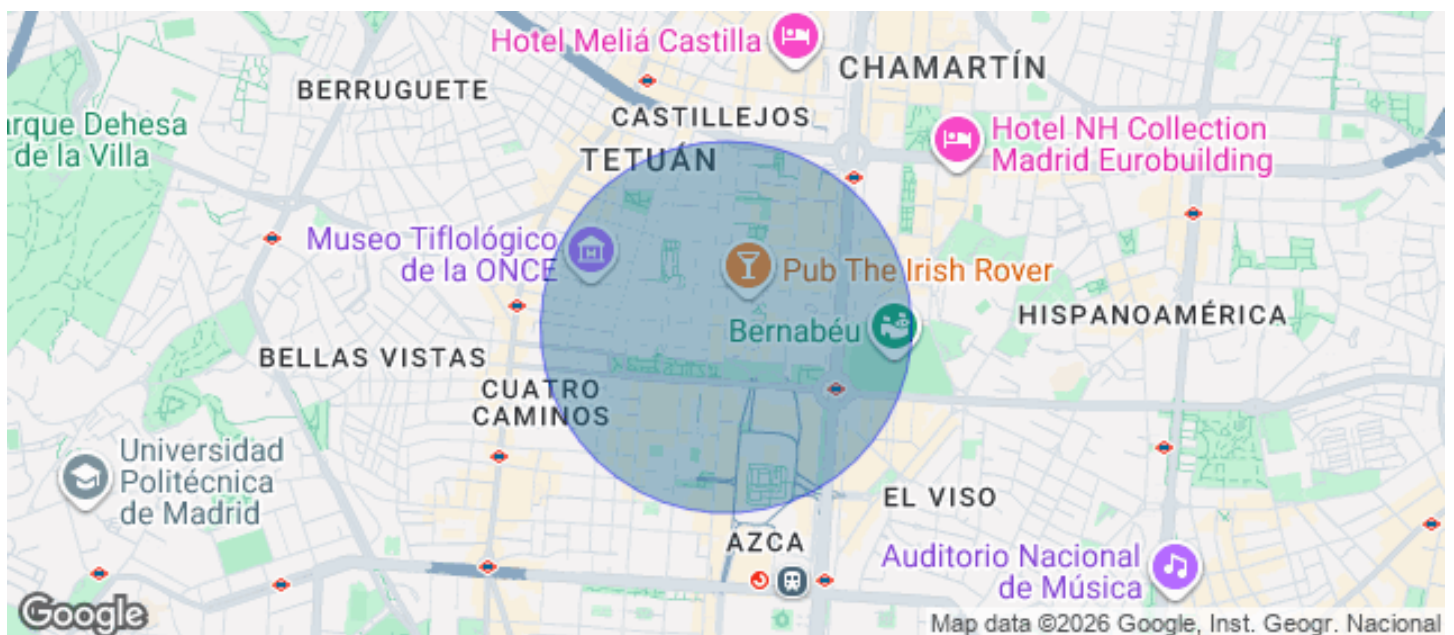 Hotel Meliá Castilla
CHAMARTÍN
BERRUGUETE
CASTILLEJOS
arque Dehesa
de la Villa
Hotel NH Collection
Madrid Eurobuilding
TETUÁN
Museo Tiflológico
de la ONCE
Pub The Irish Rover
Bernabéu
HISPANOAMÉRICA
BELLAS VISTAS
CUATRO
CAMINOS
Universidad
Politécnica
de Madrid
EL VISO
AZCA
Auditorio Nacional
de Música
Google
Map data ©2026 Google, Inst. Geogr. Nacional